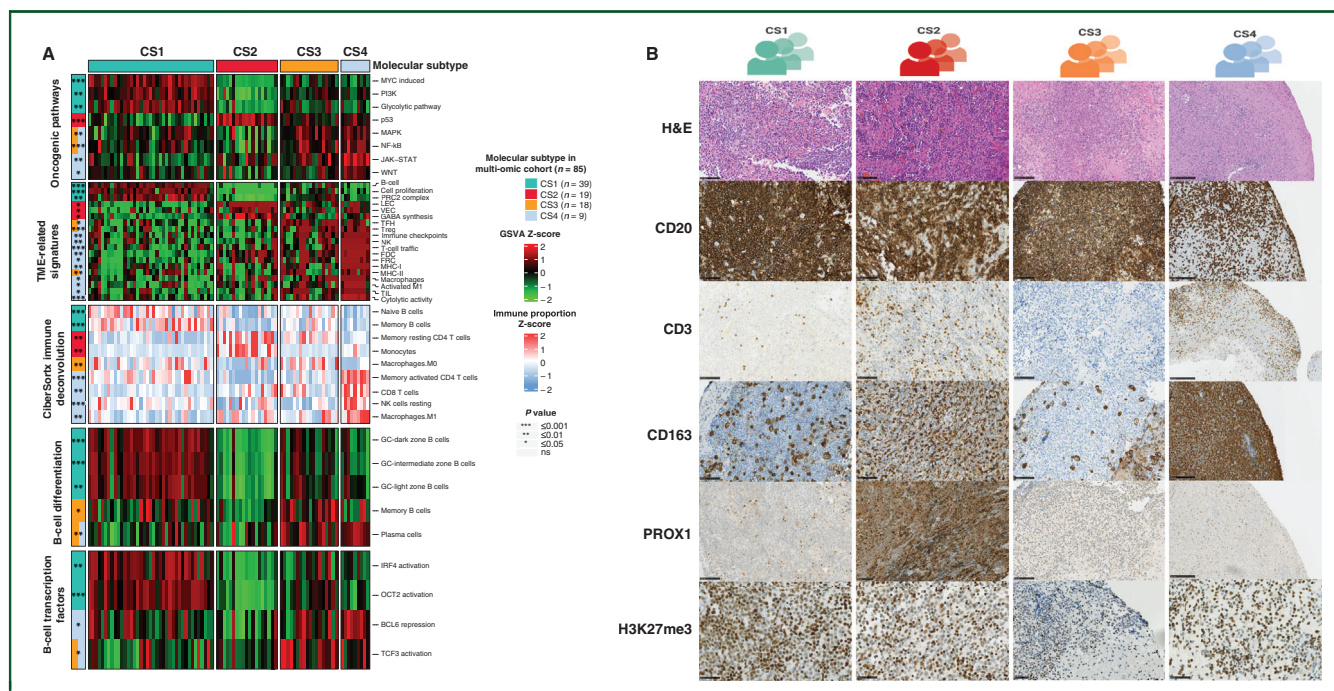 A
CS1
CS2
CS3
CS4
Molecular subtype
Oncogenic pathways
***
**
**
***
**
***
**
*
MYC induced
PI3K
Glycolytic pathway
p53
MAPK
NF-kB
JAK–STAT
WNT
TME-related
signatures
B-cell
Cell proliferation
PRC2 complex
LEC
VEC
GABA synthesis
TFH
Treg
Immune checkpoints
NK
T-cell traffic
FDC
FRC
MHC-I
MHC-II
Macrophages
Activated M1
TIL
Cytolytic activity
CiberSortx immune
deconvolution
***
***
**
**
**
***
**
***
**
Naive B cells
Memory B cells
Memory resting CD4 T cells
Monocytes
Macrophages.M0
Memory activated CD4 T cells
CD8 T cells
NK cells resting
Macrophages.M1
B-cell differentiation
***
***
**
*
**
GC-dark zone B cells
GC-intermediate zone B cells
GC-light zone B cells
Memory B cells
Plasma cells
B-cell transcription
factors
**
***
*
*
IRF4 activation
OCT2 activation
BCL6 repression
TCF3 activation
Molecular subtype in
multi-omic cohort (n = 85)
CS1 (n = 39)
CS2 (n = 19)
CS3 (n = 18)
CS4 (n = 9)
GSVA Z-score
2
1
0
−1
−2
Immune proportion
Z-score
2
1
0
−1
−2
P value
*** ≤0.001
** ≤0.01
* ≤0.05
ns
B
CS1
CS2
CS3
CS4
H&E
CD20
CD3
CD163
PROX1
H3K27me3